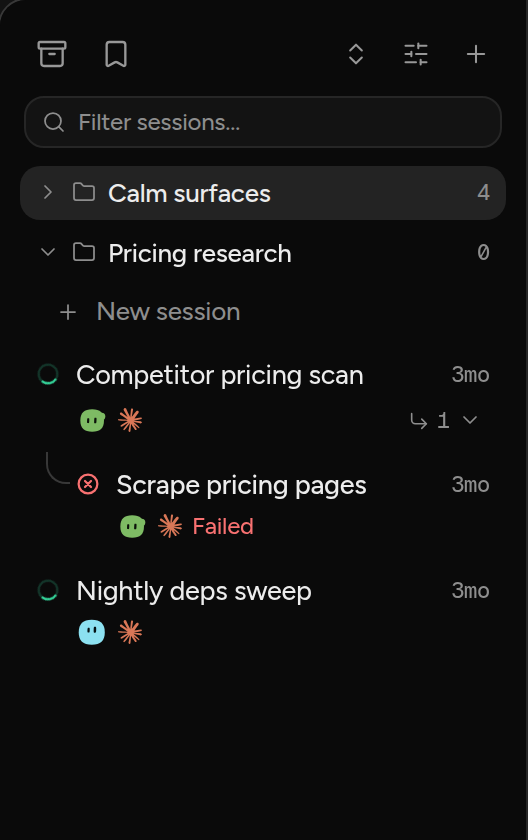 Filter sessions...
Calm surfaces 4
Pricing research 0
New session
Competitor pricing scan 3mo
1
Scrape pricing pages 3mo
Failed
Nightly deps sweep 3mo